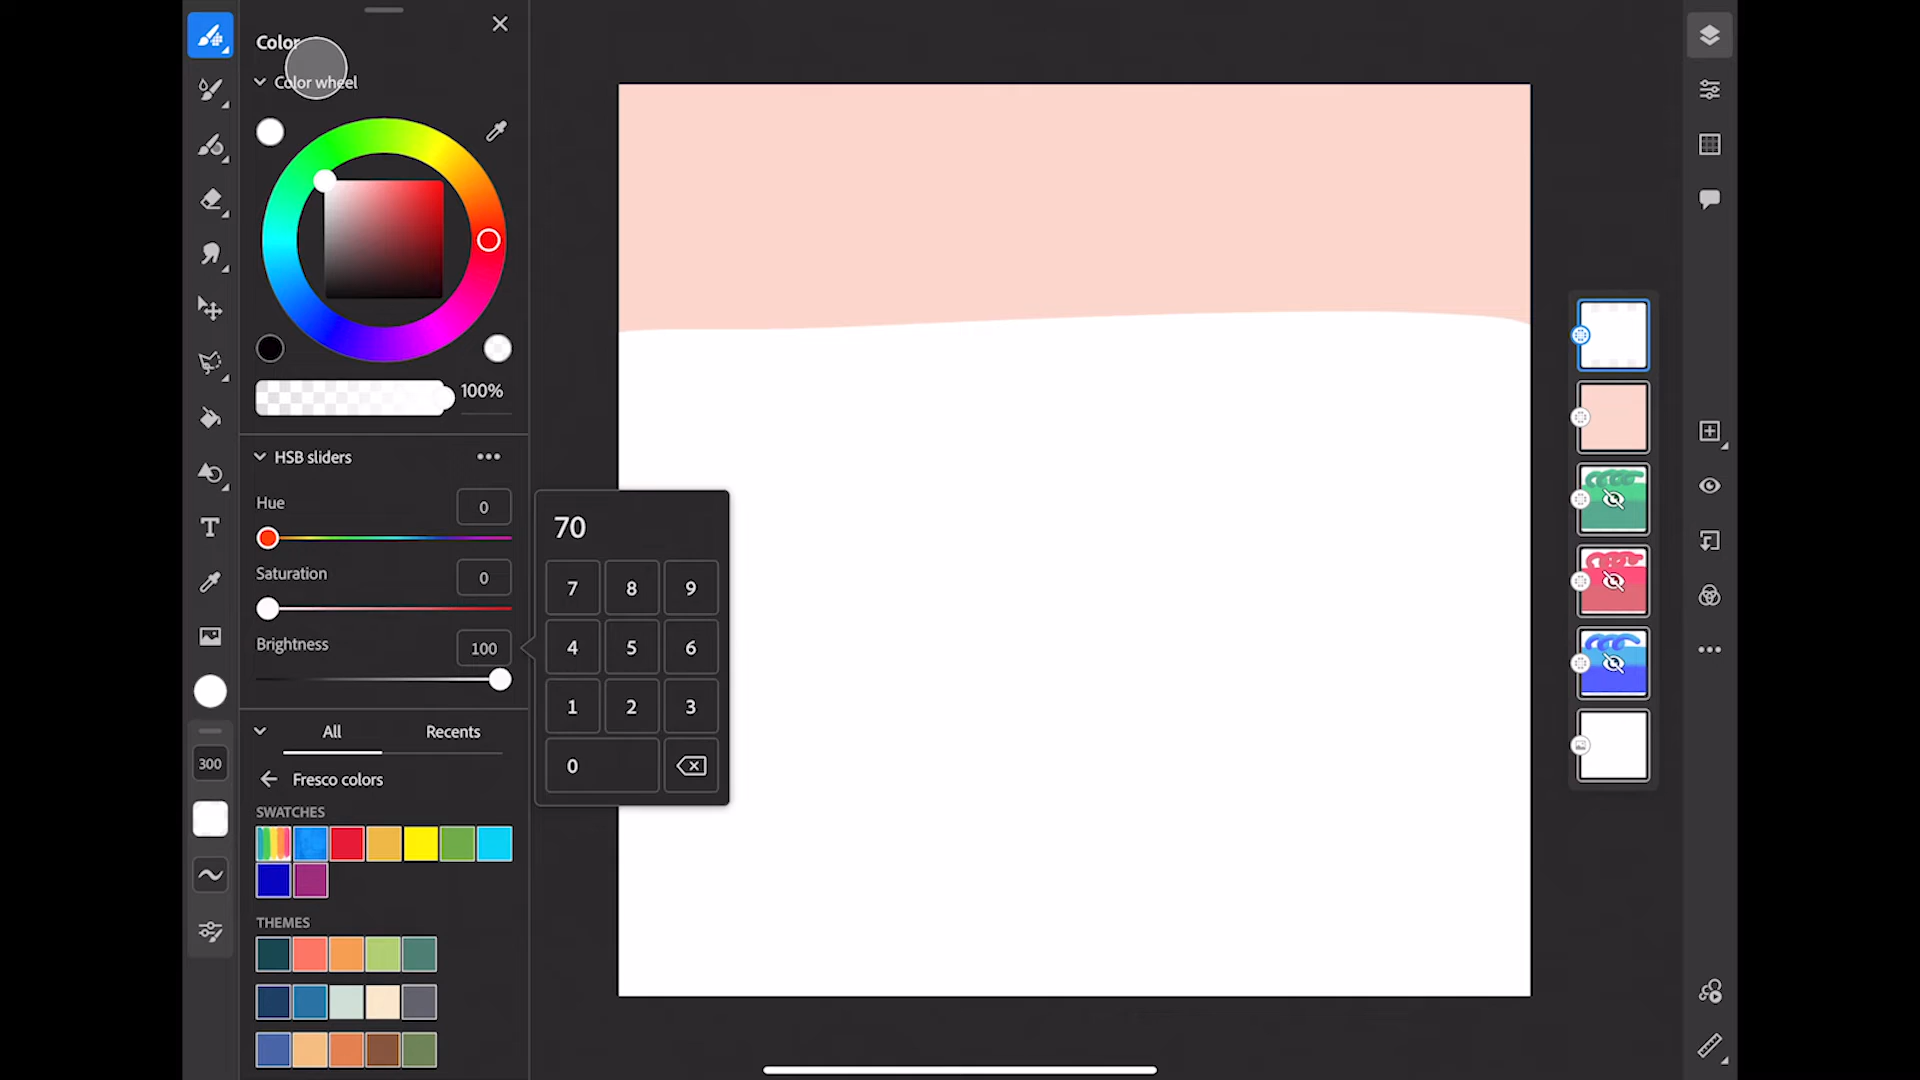 Color
Color wheel
100%
HSB sliders
Hue
0
Saturation
0
Brightness
100
70
7 8 9
4 5 6
1 2 3
0
All Recents
Fresco colors
SWATCHES
THEMES
T
300